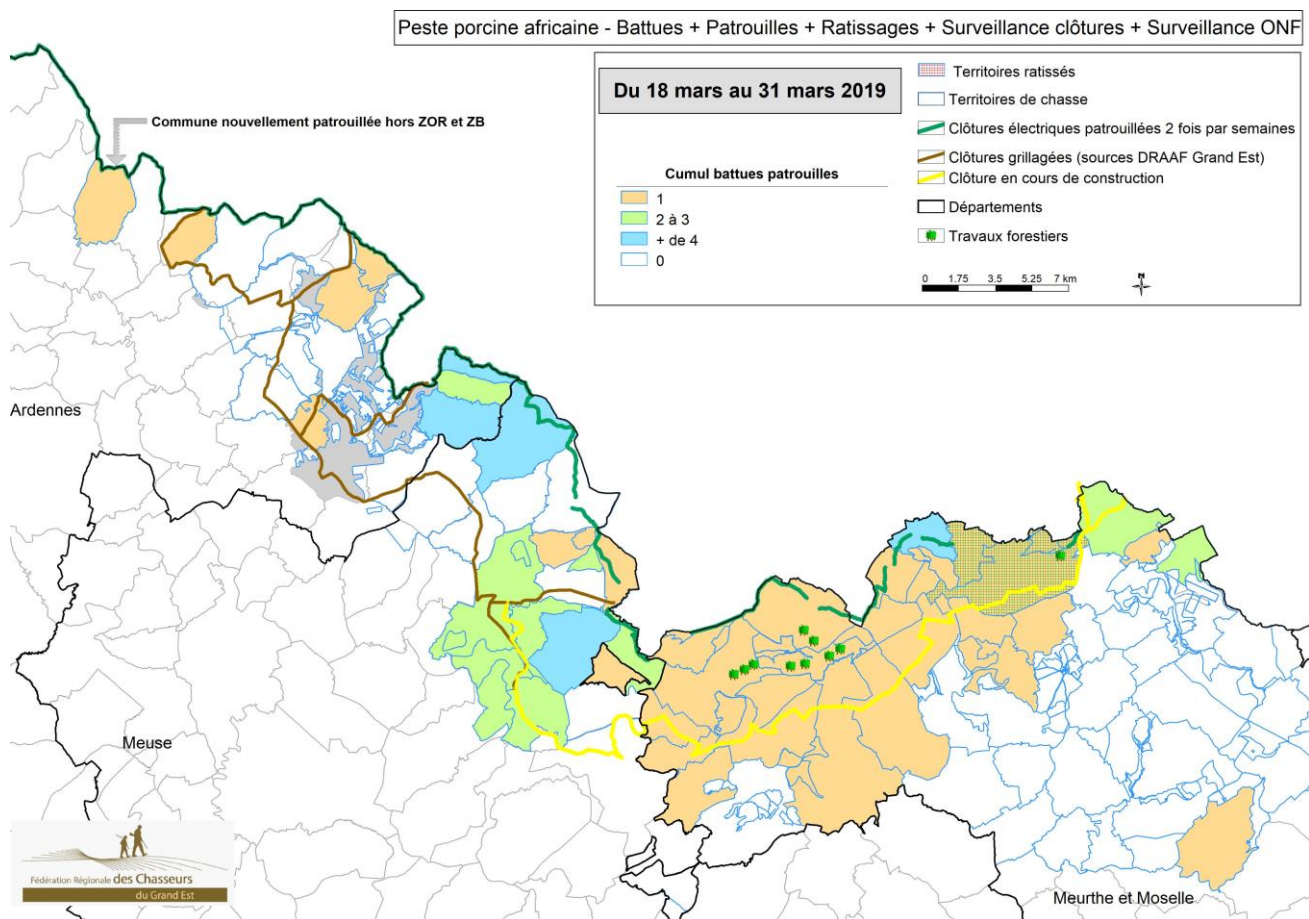 Peste porcine africaine - Battues + Patrouilles + Ratissages + Surveillance clôtures + Surveillance ONF
Du 18 mars au 31 mars 2019
Cumul battues patrouilles
1
2 à 3
+ de 4
0
Territoires ratissés
Territoires de chasse
Clôtures électriques patrouillées 2 fois par semaines
Clôtures grillagées (sources DRAAF Grand Est)
Clôture en cours de construction
Départements
Travaux forestiers
0 1.75 3.5 5.25 7 km
N
Commune nouvellement patrouillée hors ZOR et ZB
Ardennes
Meuse
Meurthe et Moselle
Fédération Régionale des Chasseurs
du Grand Est